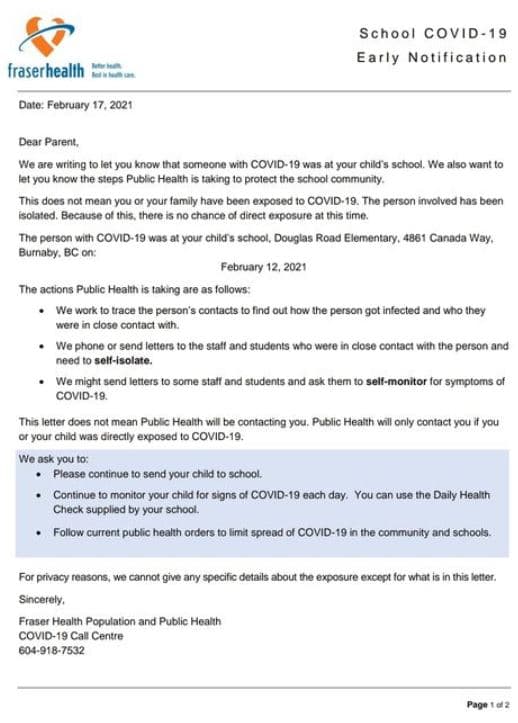 School COVID-19
Early Notification
fraserhealth
Better health.
Best in health care.
Date: February 17, 2021
Dear Parent,
We are writing to let you know that someone with COVID-19 was at your child's school. We also want to
let you know the steps Public Health is taking to protect the school community.
This does not mean you or your family have been exposed to COVID-19. The person involved has been
isolated. Because of this, there is no chance of direct exposure at this time.
The person with COVID-19 was at your child's school, Douglas Road Elementary, 4861 Canada Way,
Burnaby, BC on:
February 12, 2021
The actions Public Health is taking are as follows:
• We work to trace the person's contacts to find out how the person got infected and who they
were in close contact with.
• We phone or send letters to the staff and students who were in close contact with the person and
need to self-isolate.
• We might send letters to some staff and students and ask them to self-monitor for symptoms of
COVID-19.
This letter does not mean Public Health will be contacting you. Public Health will only contact you if you
or your child was directly exposed to COVID-19.
We ask you to:
• Please continue to send your child to school.
• Continue to monitor your child for signs of COVID-19 each day. You can use the Daily Health
Check supplied by your school.
• Follow current public health orders to limit spread of COVID-19 in the community and schools.
For privacy reasons, we cannot give any specific details about the exposure except for what is in this letter.
Sincerely,
Fraser Health Population and Public Health
COVID-19 Call Centre
604-918-7532
Page 1 of 2